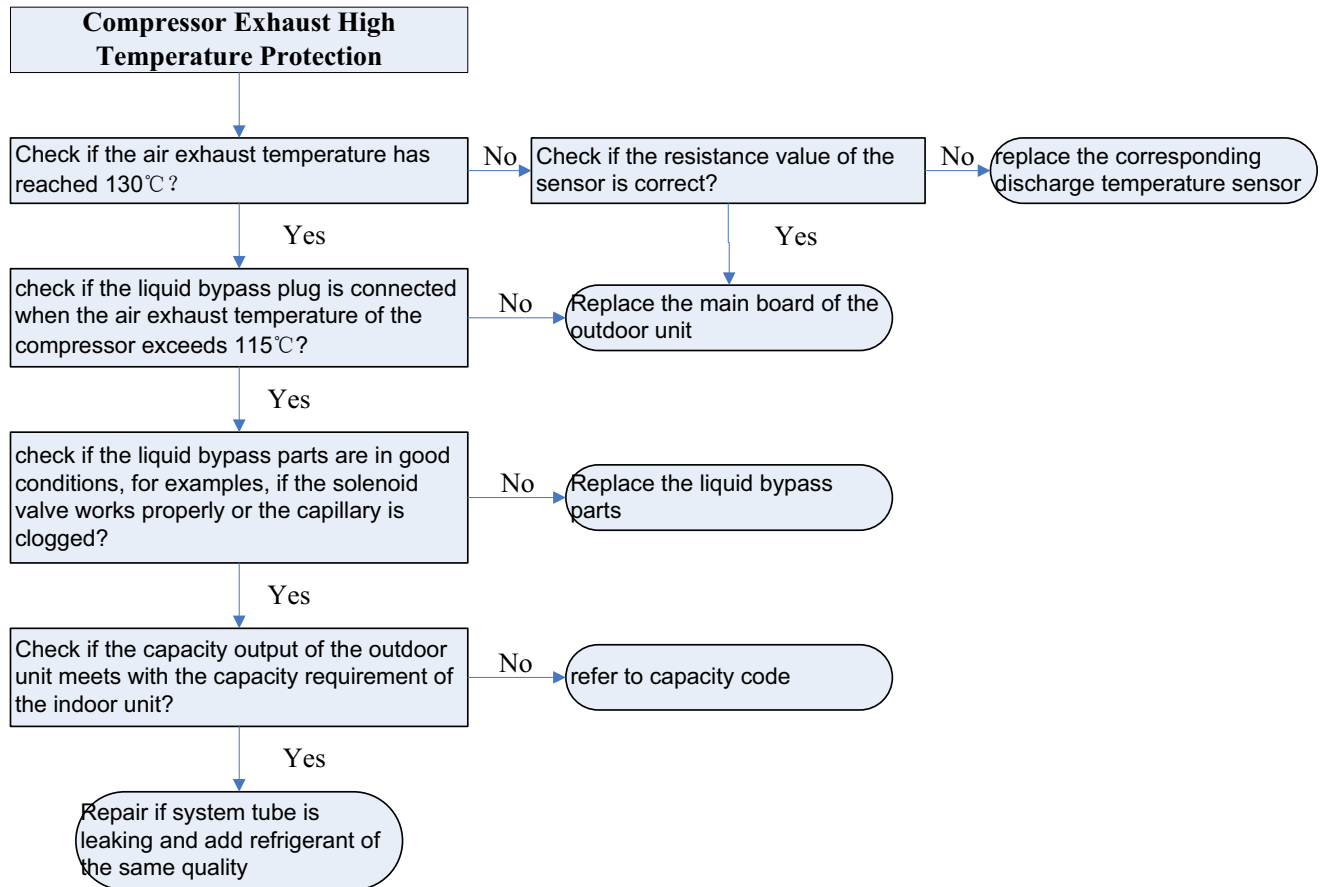 Compressor Exhaust High
Temperature Protection
Check if the air exhaust temperature has
reached 130℃？
No
Check if the resistance value of the
sensor is correct?
No
replace the corresponding
discharge temperature sensor
Yes
Yes
check if the liquid bypass plug is connected
when the air exhaust temperature of the
compressor exceeds 115℃?
No
Replace the main board of the
outdoor unit
Yes
check if the liquid bypass parts are in good
conditions, for examples, if the solenoid
valve works properly or the capillary is
clogged?
No
Replace the liquid bypass
parts
Yes
Check if the capacity output of the outdoor
unit meets with the capacity requirement of
the indoor unit?
No
refer to capacity code
Yes
Repair if system tube is
leaking and add refrigerant of
the same quality